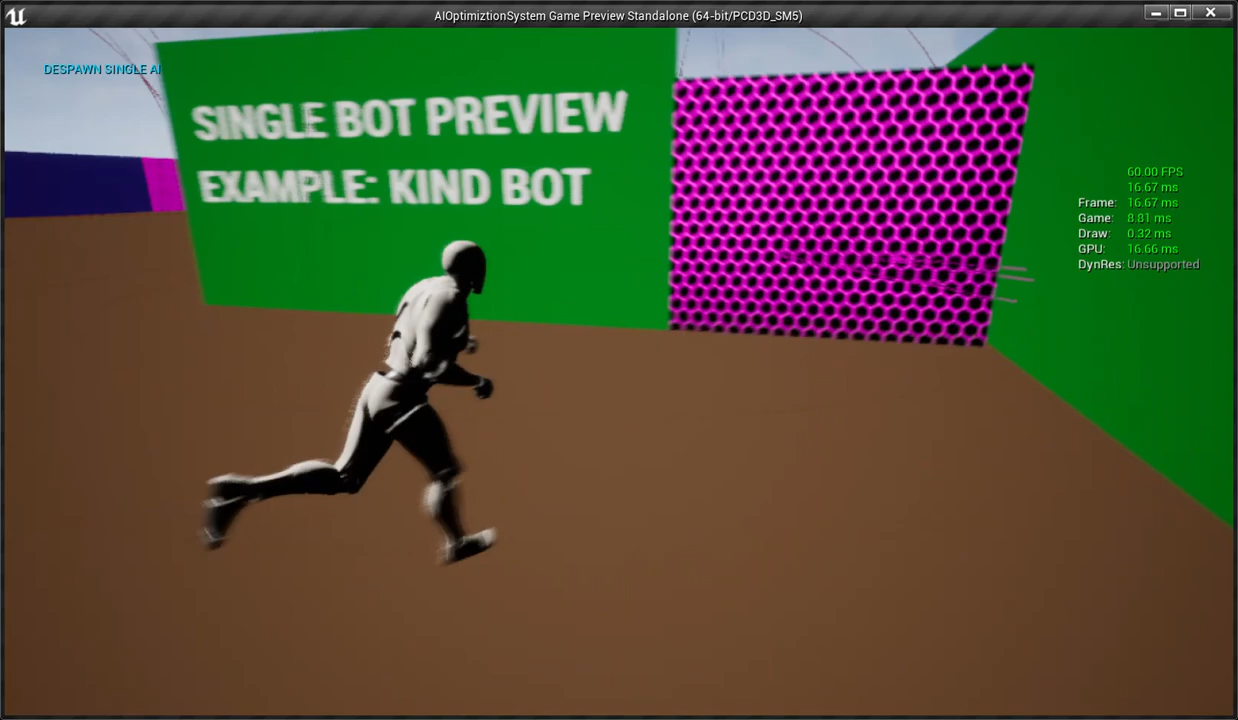 AIOptimiztionSystem Game Preview Standalone (64-bit/PCD3D_SM5)
DESPAWN SINGLE AI
SINGLE BOT PREVIEW
EXAMPLE: KIND BOT
60.00 FPS
16.67 ms
Frame: 16.67 ms
Game: 8.81 ms
Draw: 0.32 ms
GPU: 16.66 ms
DynRes: Unsupported